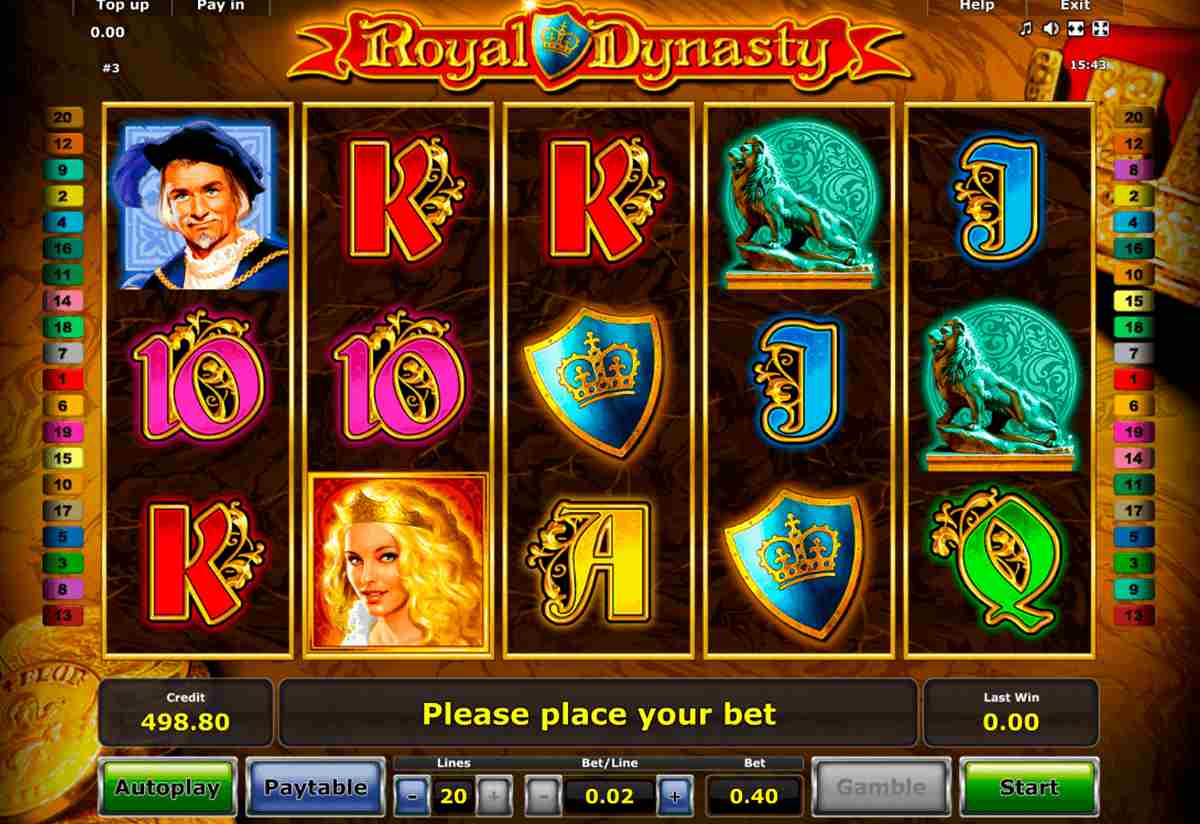 Top up Pay in Help Exit
0.00
#3
Royal Dynasty
15:43
20 20
12 12
9 8
2 2
4 4
16 16
11 10
14 15
18 18
7 7
1 1
6 6
19 19
15 14
10 11
17 17
5 5
3 3
8 9
13 13
K K J
10 10 J
K A Q
Credit
498.80
Please place your bet
Last Win
0.00
Autoplay
Paytable
Lines
- 20 +
Bet/Line
- 0.02 +
Bet
0.40
Gamble
Start